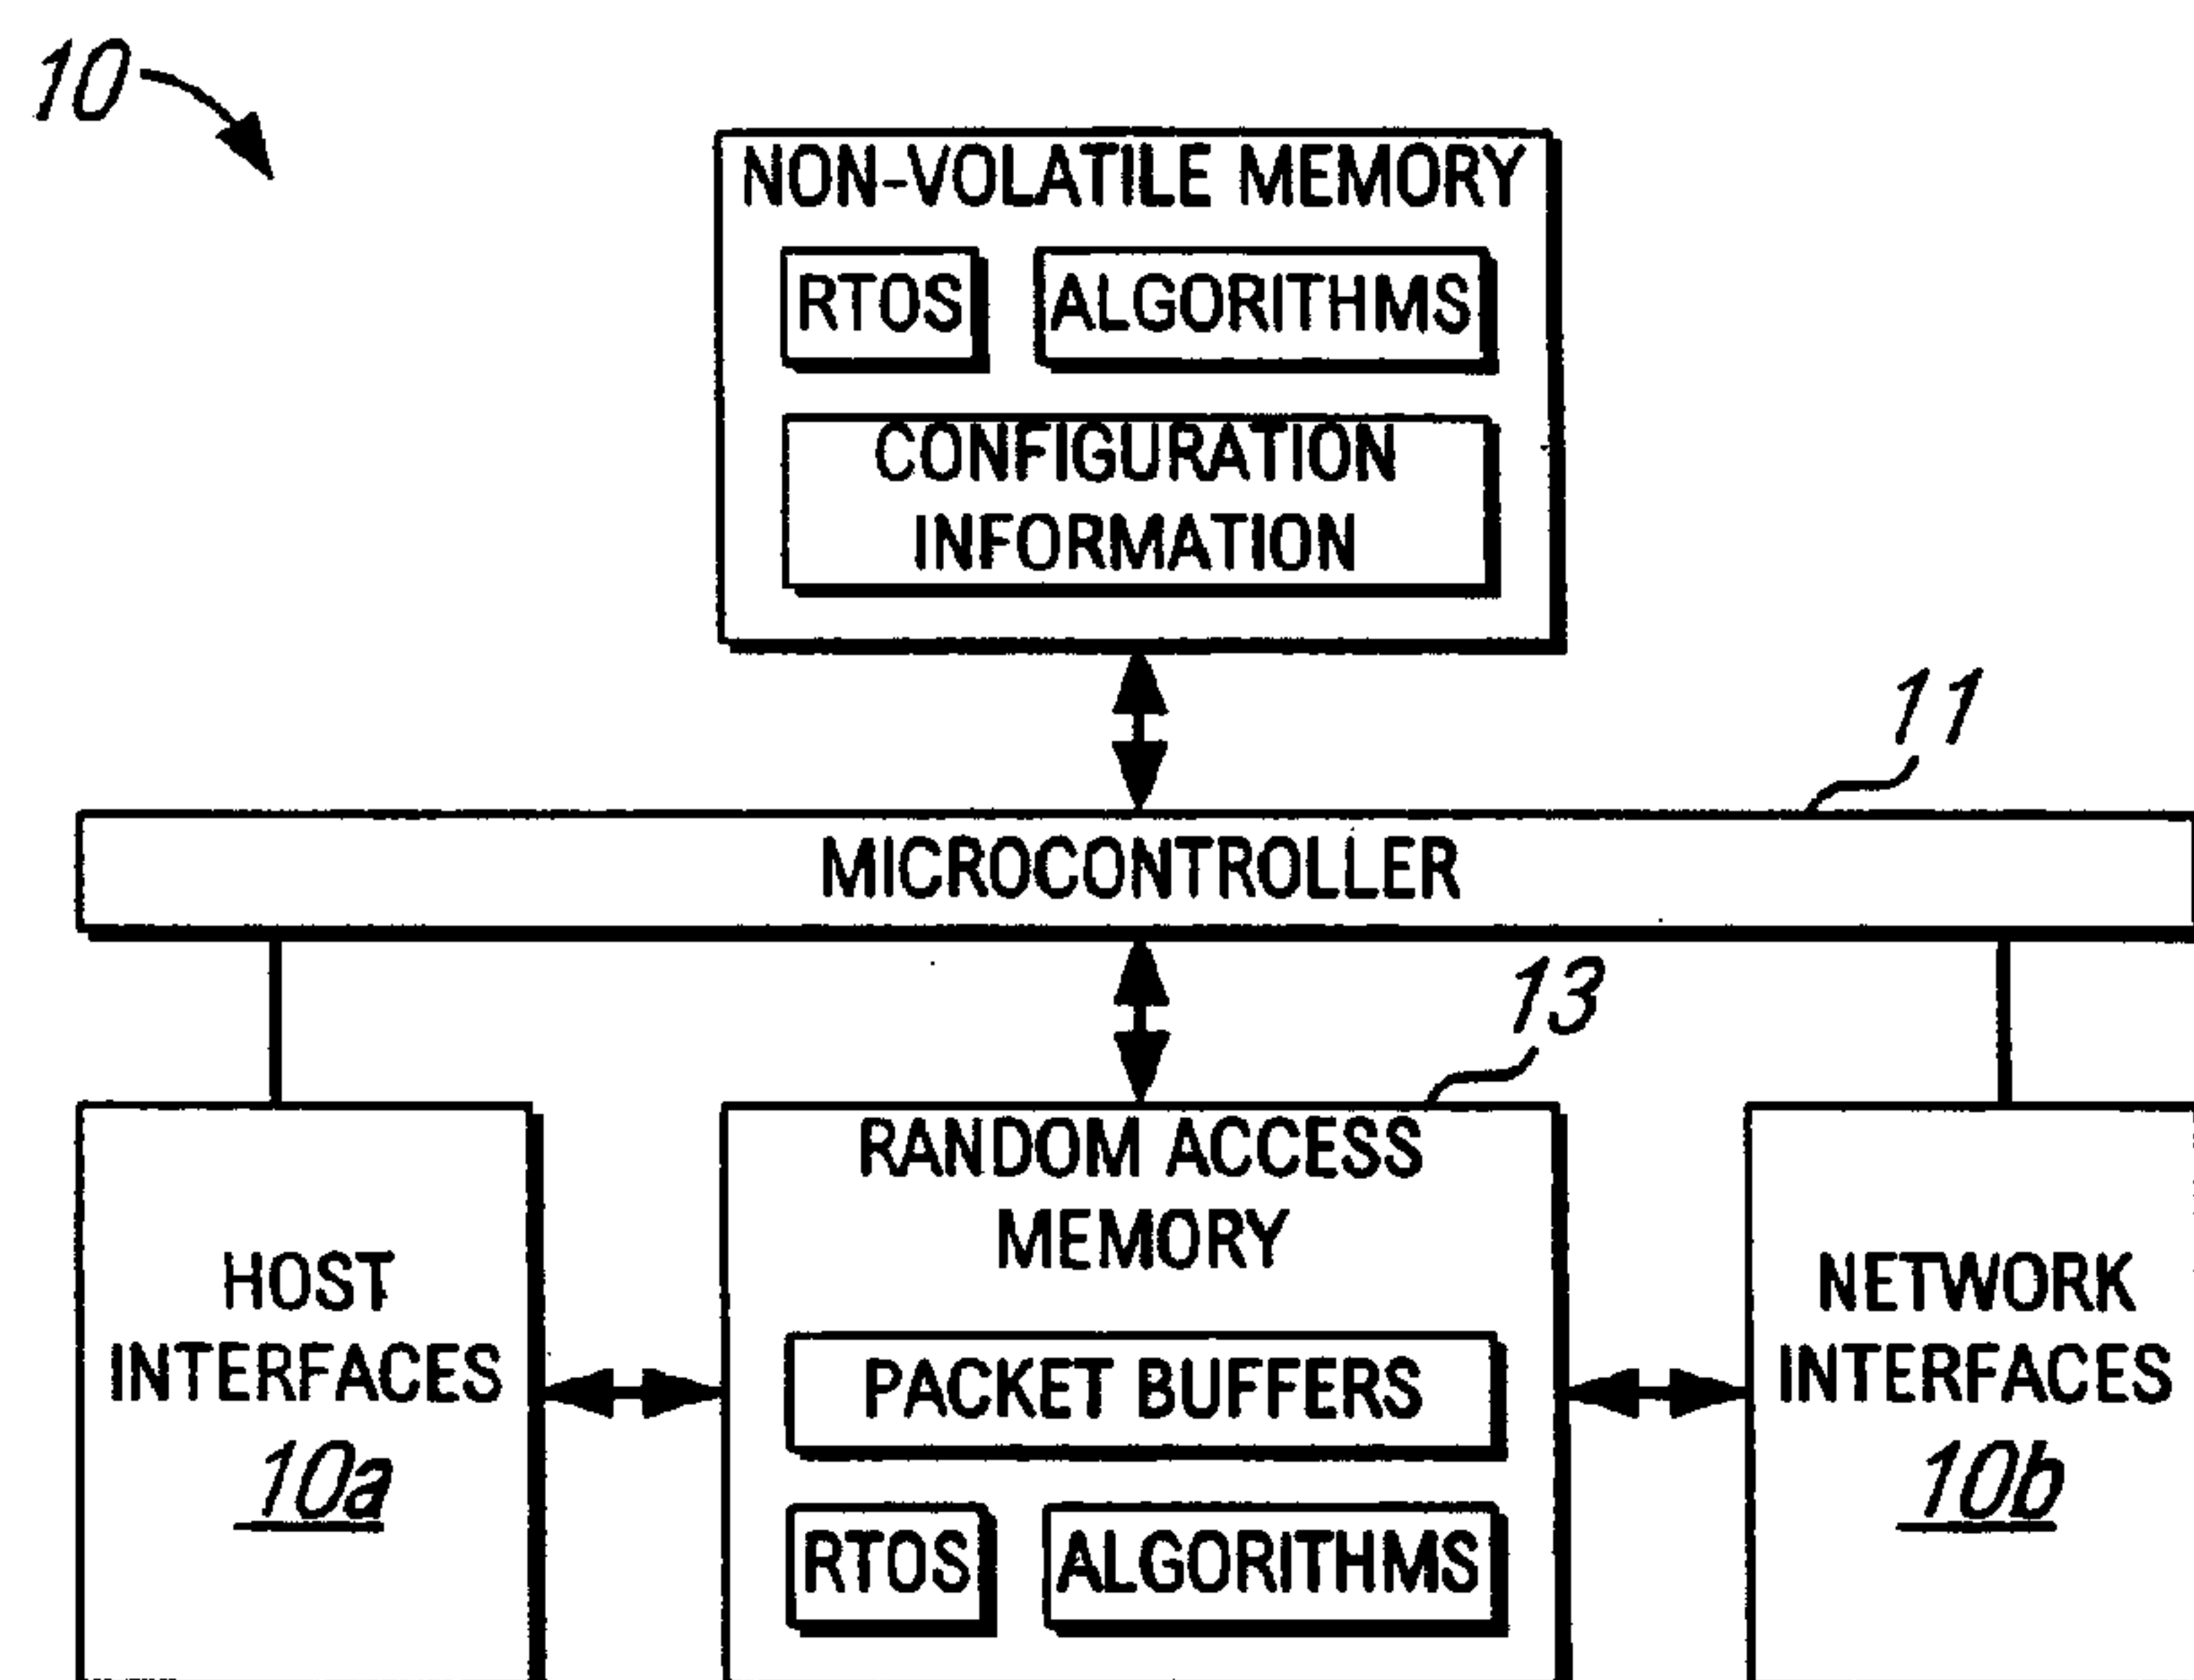 10
NON-VOLATILE MEMORY
RTOS
ALGORITHMS
CONFIGURATION
INFORMATION
11
MICROCONTROLLER
13
RANDOM ACCESS
MEMORY
HOST
INTERFACES
10a
PACKET BUFFERS
RTOS
ALGORITHMS
NETWORK
INTERFACES
10b